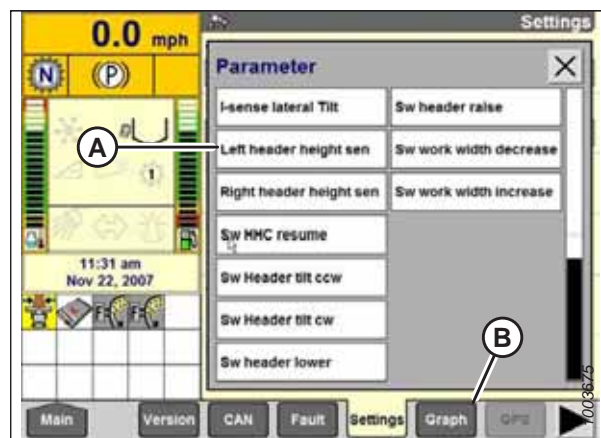 0.0 mph
Settings
N
(P)
Parameter
I-sense lateral Tilt
Sw header raise
A
Left header height sen
Sw work width decrease
1
Right header height sen
Sw work width increase
Sw HHC resume
11:31 am
Nov 22, 2007
Sw Header tilt ccw
Sw Header tilt cw
B
Sw header lower
Main
Version
CAN
Fault
Settings
Graph
GPS
1003675